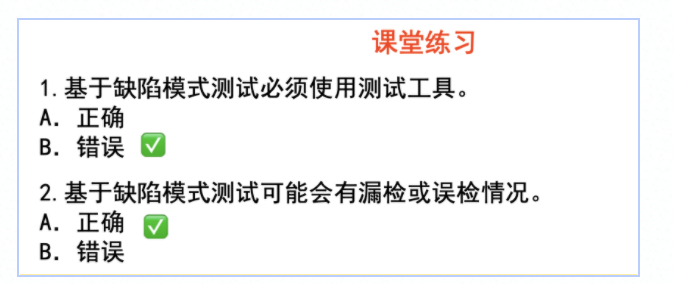 课堂练习
1.基于缺陷模式测试必须使用测试工具。
A. 正确
B. 错误 ✅
2.基于缺陷模式测试可能会有漏检或误检情况。
A. 正确 ✅
B. 错误